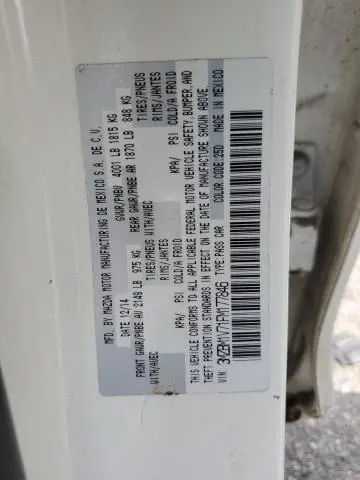 MFD. BY MAZDA MOTOR MANUFACTURING DE MEXICO S.A. DE C.V.
DATE 12/14 GVWR/PNBV 4001 LB 1815 KG
FRONT GAWR/PNBE AV 2149 LB 975 KG REAR GAWR/PNBE AR 1870 LB 848 KG
WITH/AVEC TIRES/PNEUS WITH/AVEC TIRES/PNEUS
RIMS/JANTES RIMS/JANTES
KPA/ PSI COLD/A FROID KPA/ PSI COLD/A FROID
THIS VEHICLE CONFORMS TO ALL APPLICABLE FEDERAL MOTOR VEHICLE SAFETY, BUMPER, AND
THEFT PREVENTION STANDARDS IN EFFECT ON THE DATE OF MANUFACTURE SHOWN ABOVE.
VIN: 3MZBM1V71FM177846 TYPE:PASS CAR COLOR CODE:25D MADE IN MEXICO